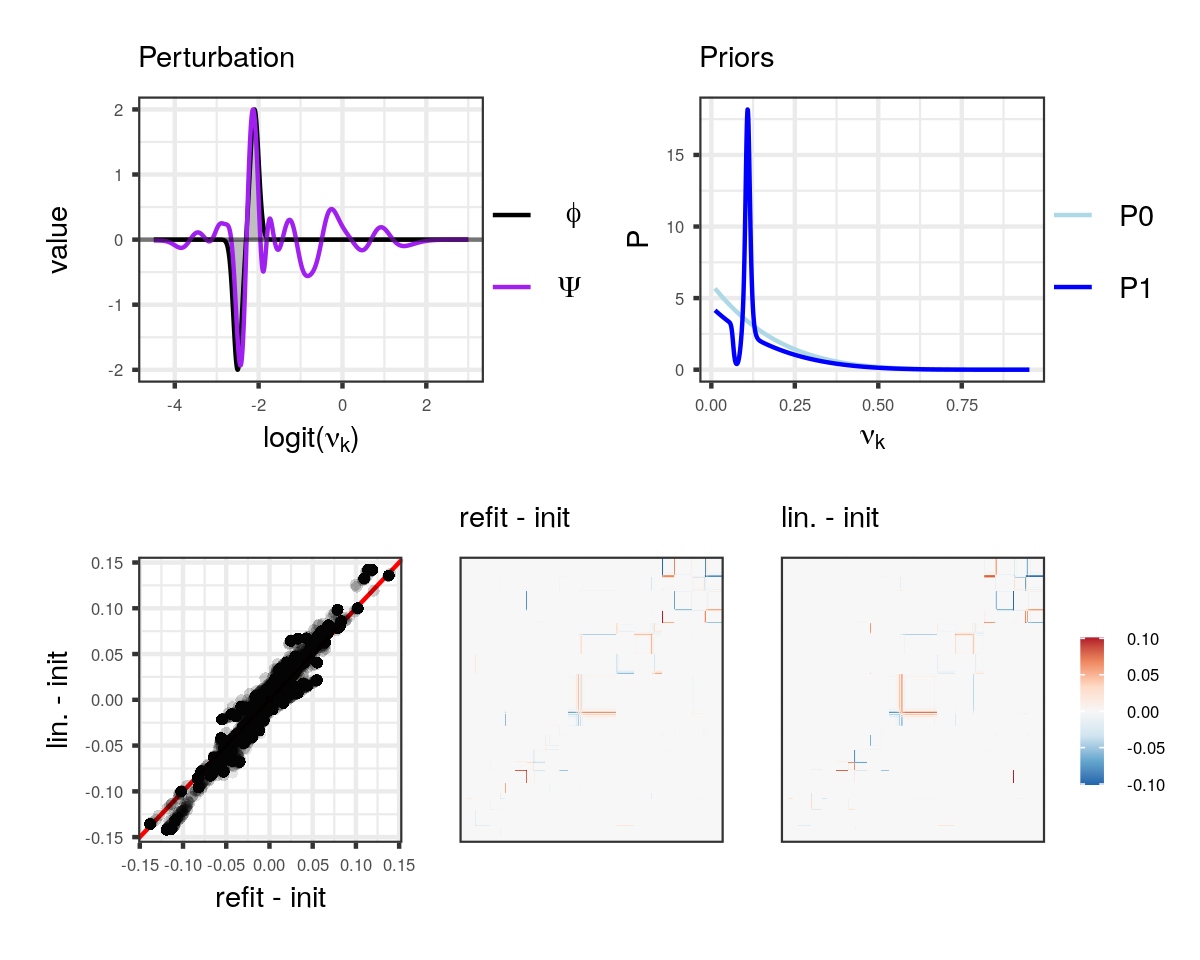 Perturbation
Priors
value
2
1
0
-1
-2
-4
-2
0
2
logit(νk)
ϕ
Ψ
P
15
10
5
0
0.00
0.25
0.50
0.75
νk
P0
P1
refit - init
lin. - init
lin. - init
0.15
0.10
0.05
0.00
-0.05
-0.10
-0.15
-0.15 -0.10 -0.05 0.00 0.05 0.10 0.15
refit - init
0.10
0.05
0.00
-0.05
-0.10